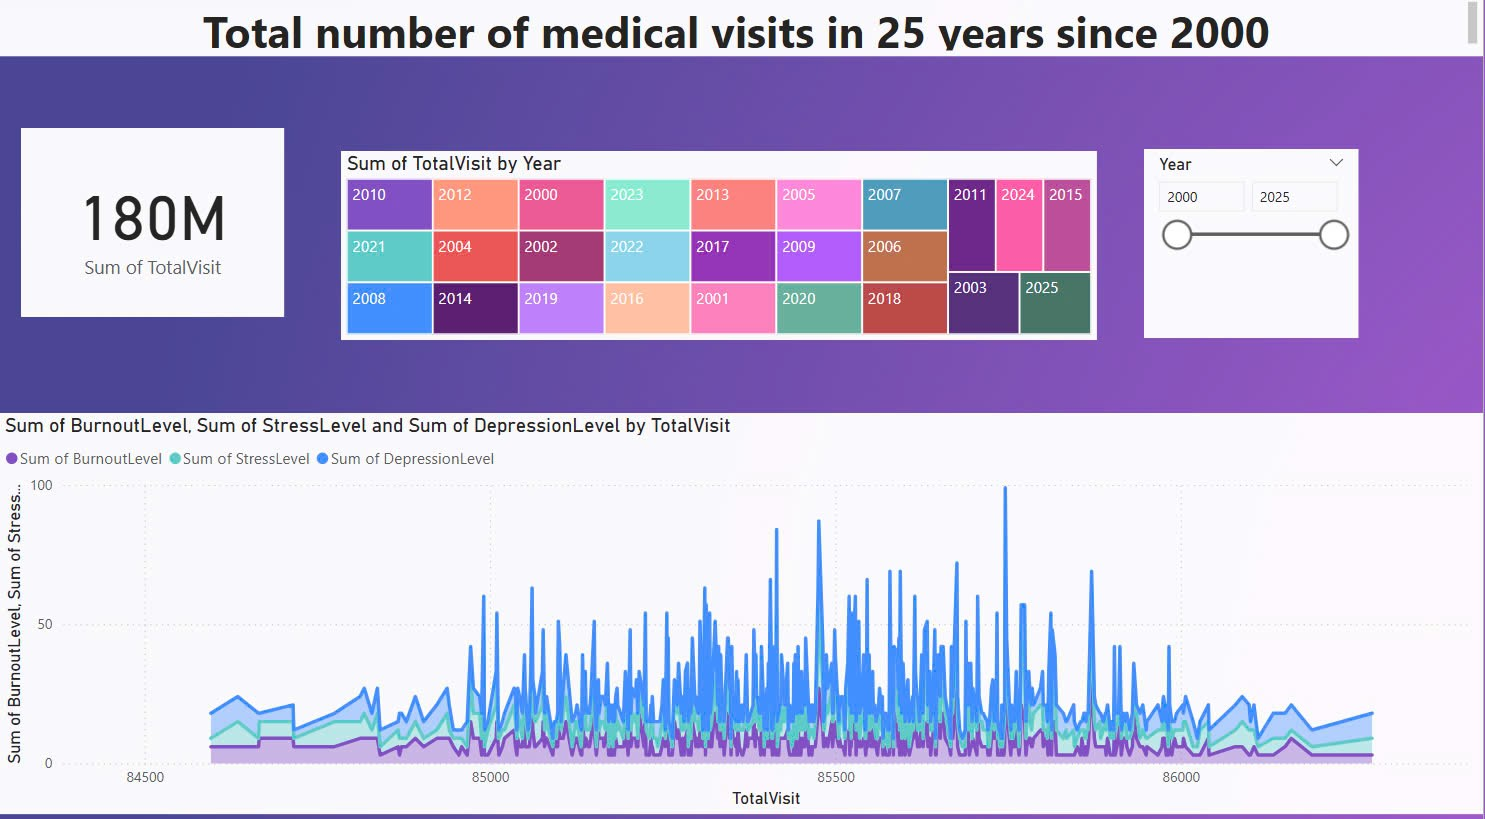 Total number of medical visits in 25 years since 2000
180M
Sum of TotalVisit
Sum of TotalVisit by Year
2010 2012 2000 2023 2013 2005 2007 2011 2024 2015
2021 2004 2002 2022 2017 2009 2006
2008 2014 2019 2016 2001 2020 2018 2003 2025
Year
2000 2025
Sum of BurnoutLevel, Sum of StressLevel and Sum of DepressionLevel by TotalVisit
Sum of BurnoutLevel Sum of StressLevel Sum of DepressionLevel
Sum of BurnoutLevel, Sum of Stress...
100
50
0
84500 85000 85500 86000
TotalVisit